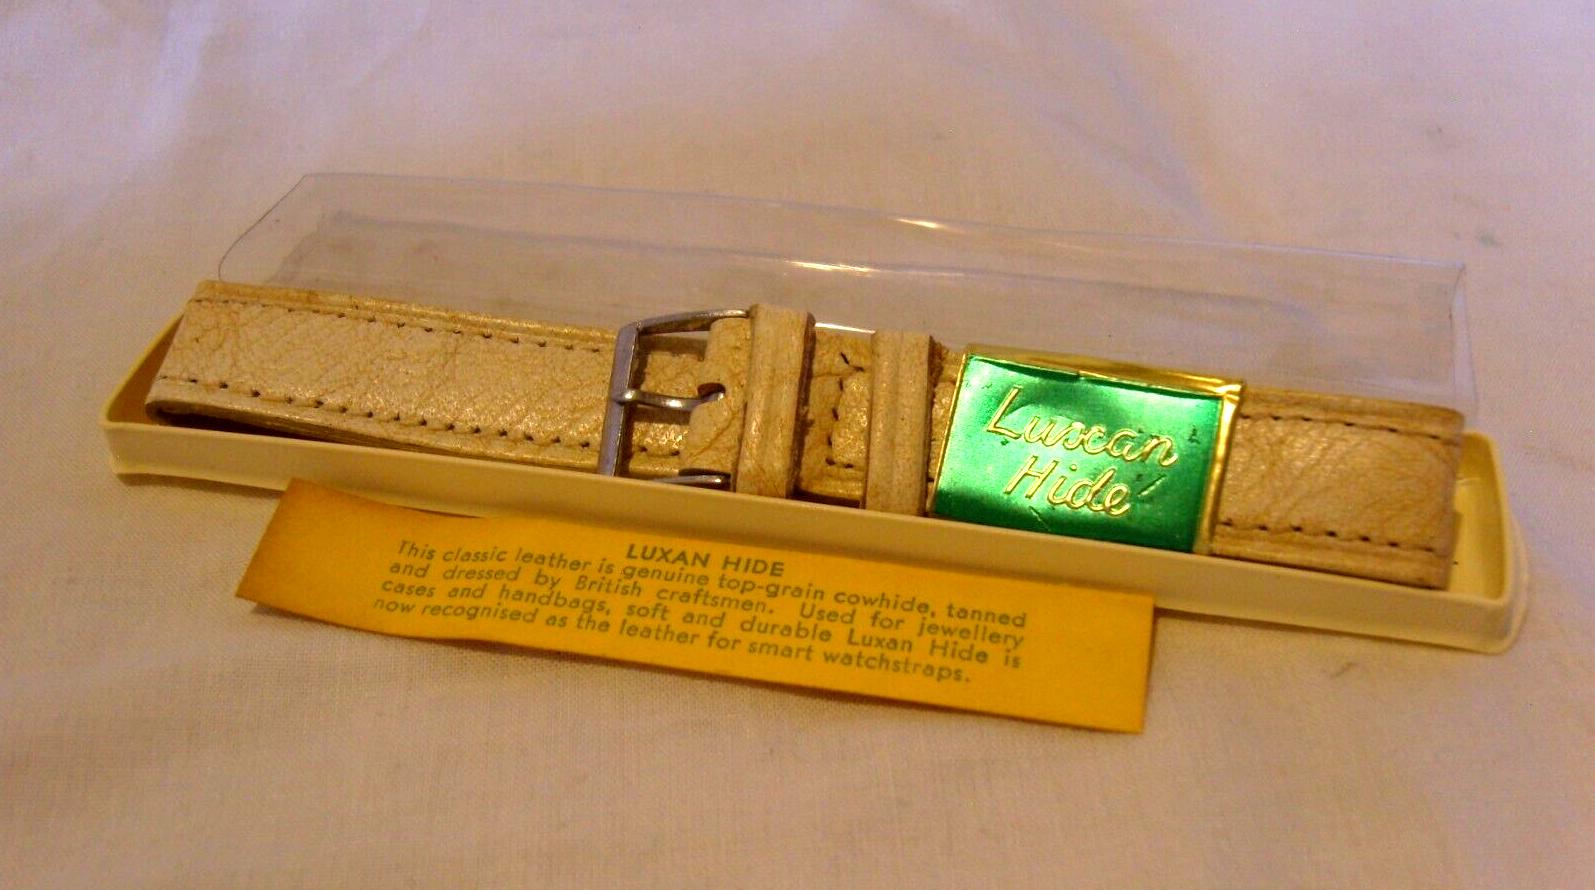 Luxan
Hide
LUXAN HIDE
This classic leather is genuine top-grain cowhide, tanned
and dressed by British craftsmen. Used for jewellery
cases and handbags, soft and durable Luxan Hide is
now recognised as the leather for smart watchstraps.